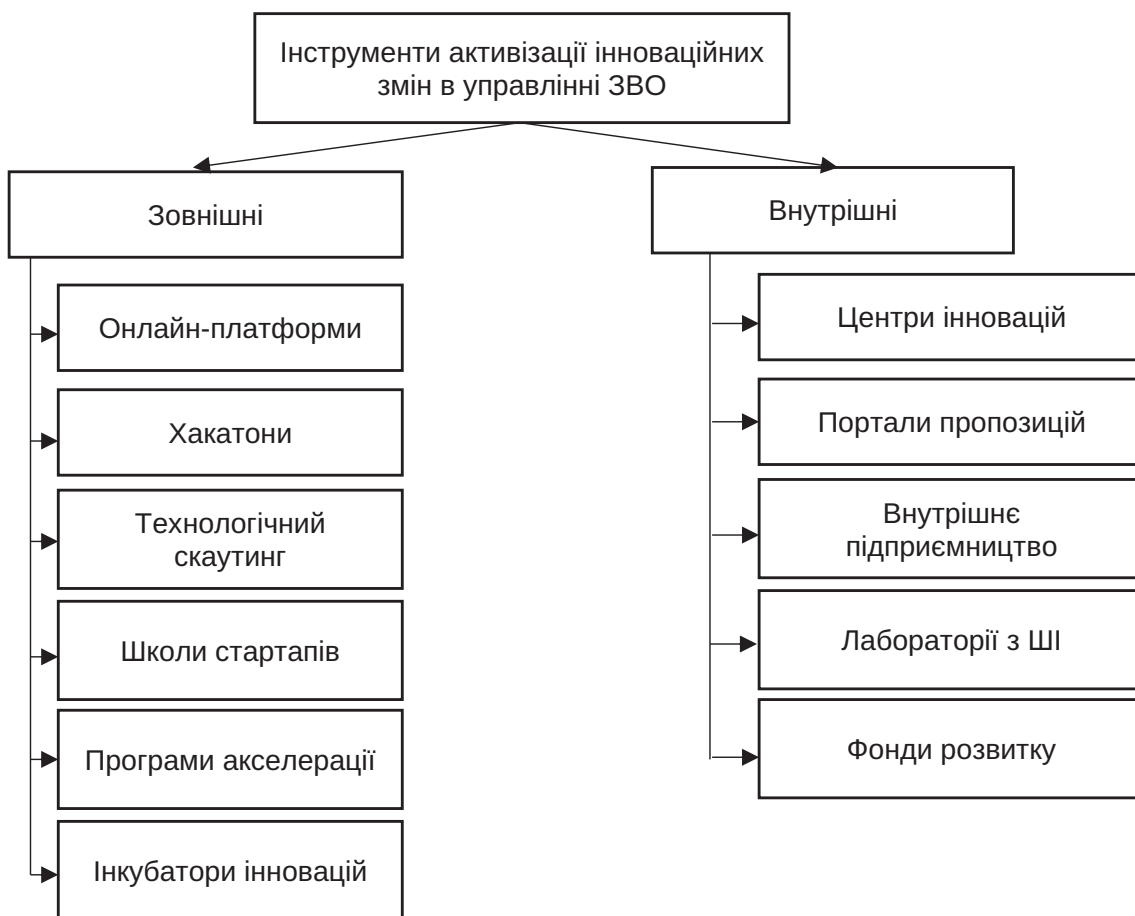 Інструменти активізації інноваційних
змін в управлінні ЗВО
Зовнішні
Онлайн-платформи
Хакатони
Технологічний
скаутинг
Школи стартапів
Програми акселерації
Інкубатори інновацій
Внутрішні
Центри інновацій
Портали пропозицій
Внутрішнє
підприємництво
Лабораторії з ШІ
Фонди розвитку